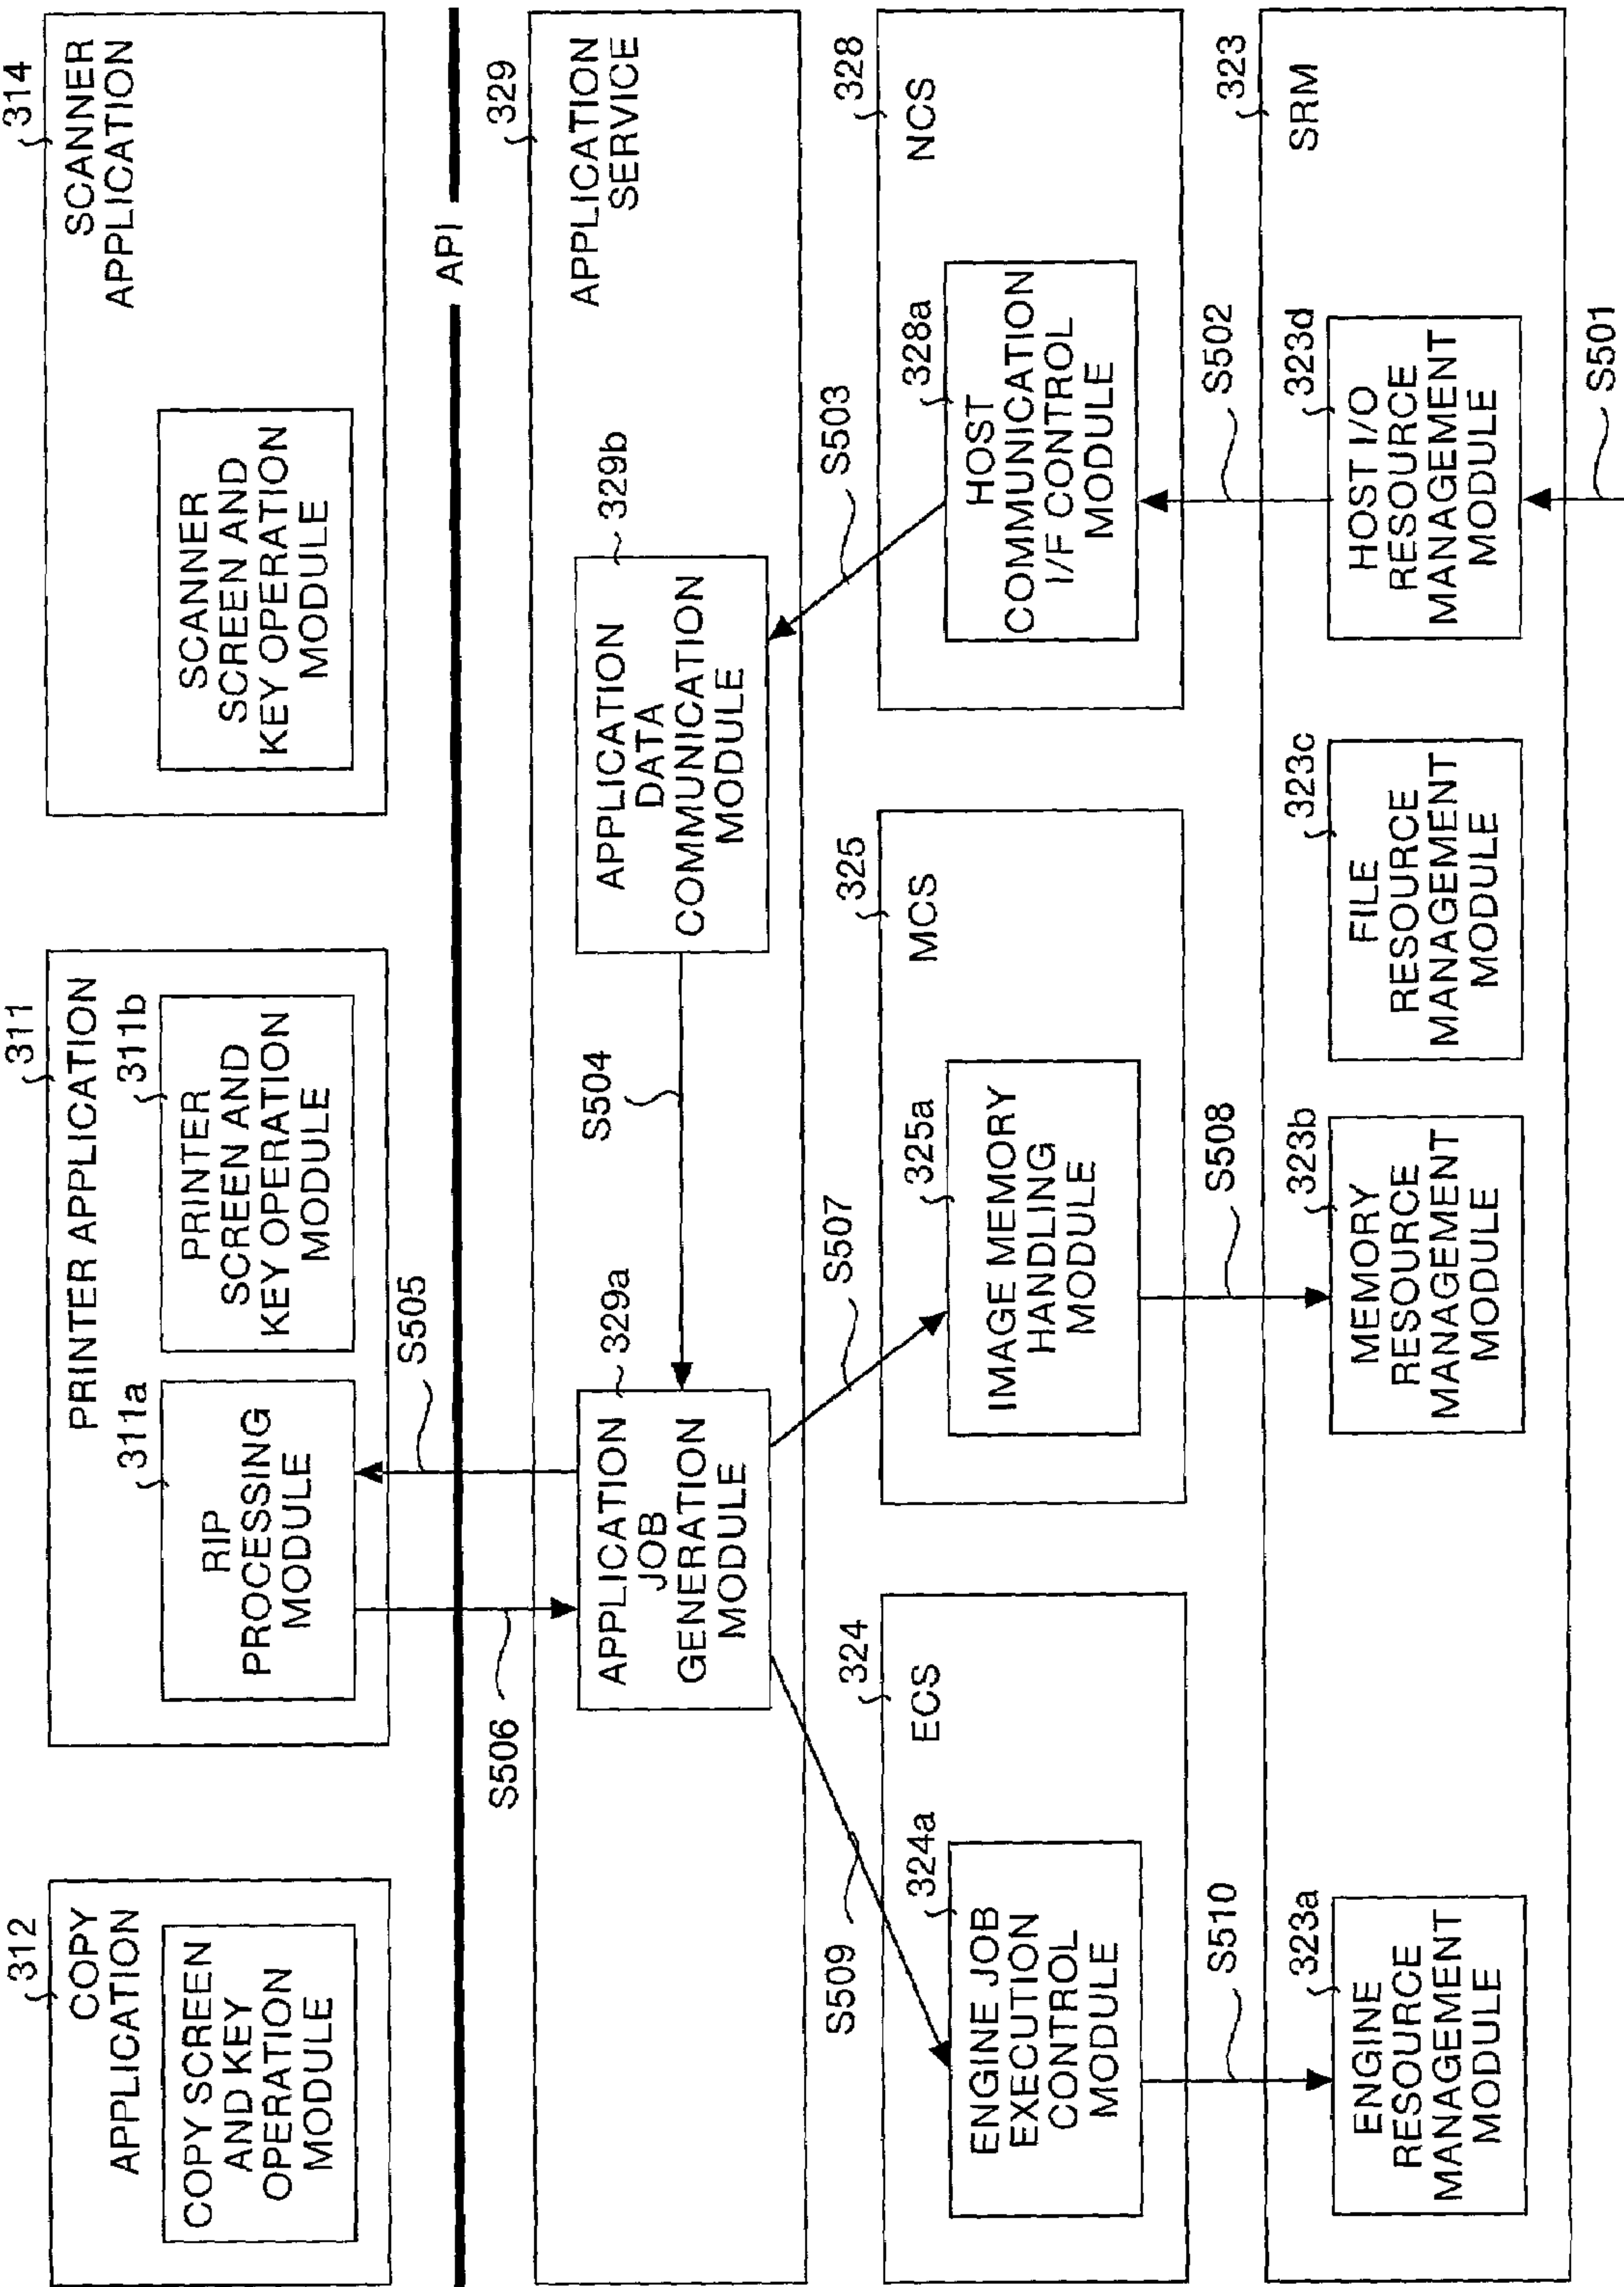 312
COPY
APPLICATION
COPY SCREEN
AND KEY
OPERATION
MODULE
311
PRINTER APPLICATION
311a
RIP
PROCESSING
MODULE
311b
PRINTER
SCREEN AND
KEY OPERATION
MODULE
314
SCANNER
APPLICATION
SCANNER
SCREEN AND
KEY OPERATION
MODULE
S506
S505
API
329
APPLICATION
SERVICE
329a
APPLICATION
JOB
GENERATION
MODULE
S504
329b
APPLICATION
DATA
COMMUNICATION
MODULE
S509
S507
S503
324
ECS
324a
ENGINE JOB
EXECUTION
CONTROL
MODULE
325
MCS
325a
IMAGE MEMORY
HANDLING
MODULE
328
NCS
328a
HOST
COMMUNICATION
I/F CONTROL
MODULE
S510
S508
S502
323
SRM
323a
ENGINE
RESOURCE
MANAGEMENT
MODULE
323b
MEMORY
RESOURCE
MANAGEMENT
MODULE
323c
FILE
RESOURCE
MANAGEMENT
MODULE
323d
HOST I/O
RESOURCE
MANAGEMENT
MODULE
S501